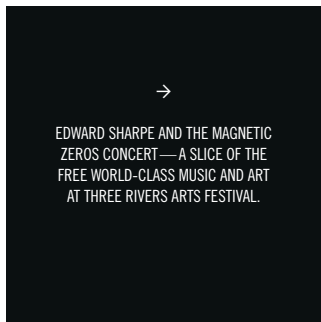 →
EDWARD SHARPE AND THE MAGNETIC
ZEROS CONCERT—A SLICE OF THE
FREE WORLD-CLASS MUSIC AND ART
AT THREE RIVERS ARTS FESTIVAL.